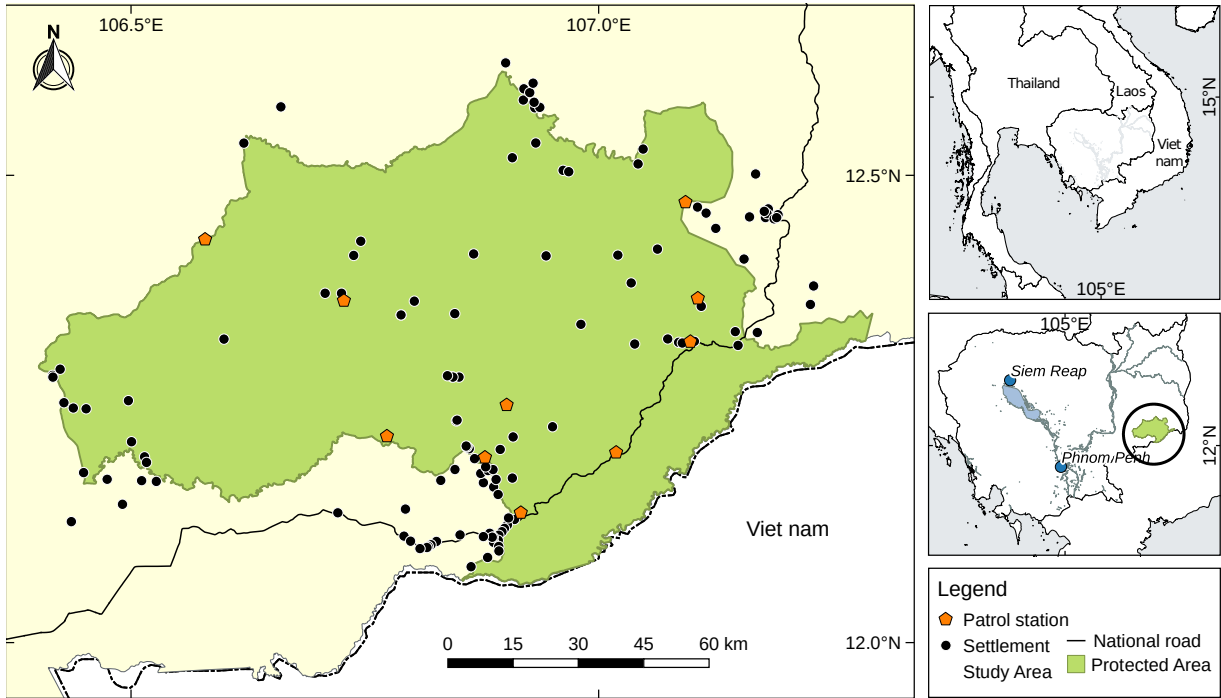 106.5°E
107.0°E
N
12.5°N
Viet nam
0
15
30
45
60 km
12.0°N
Thailand
Laos
15°N
Viet
nam
105°E
105°E
Siem Reap
Phnom Penh
12°N
Legend
Patrol station
Settlement
National road
Study Area
Protected Area